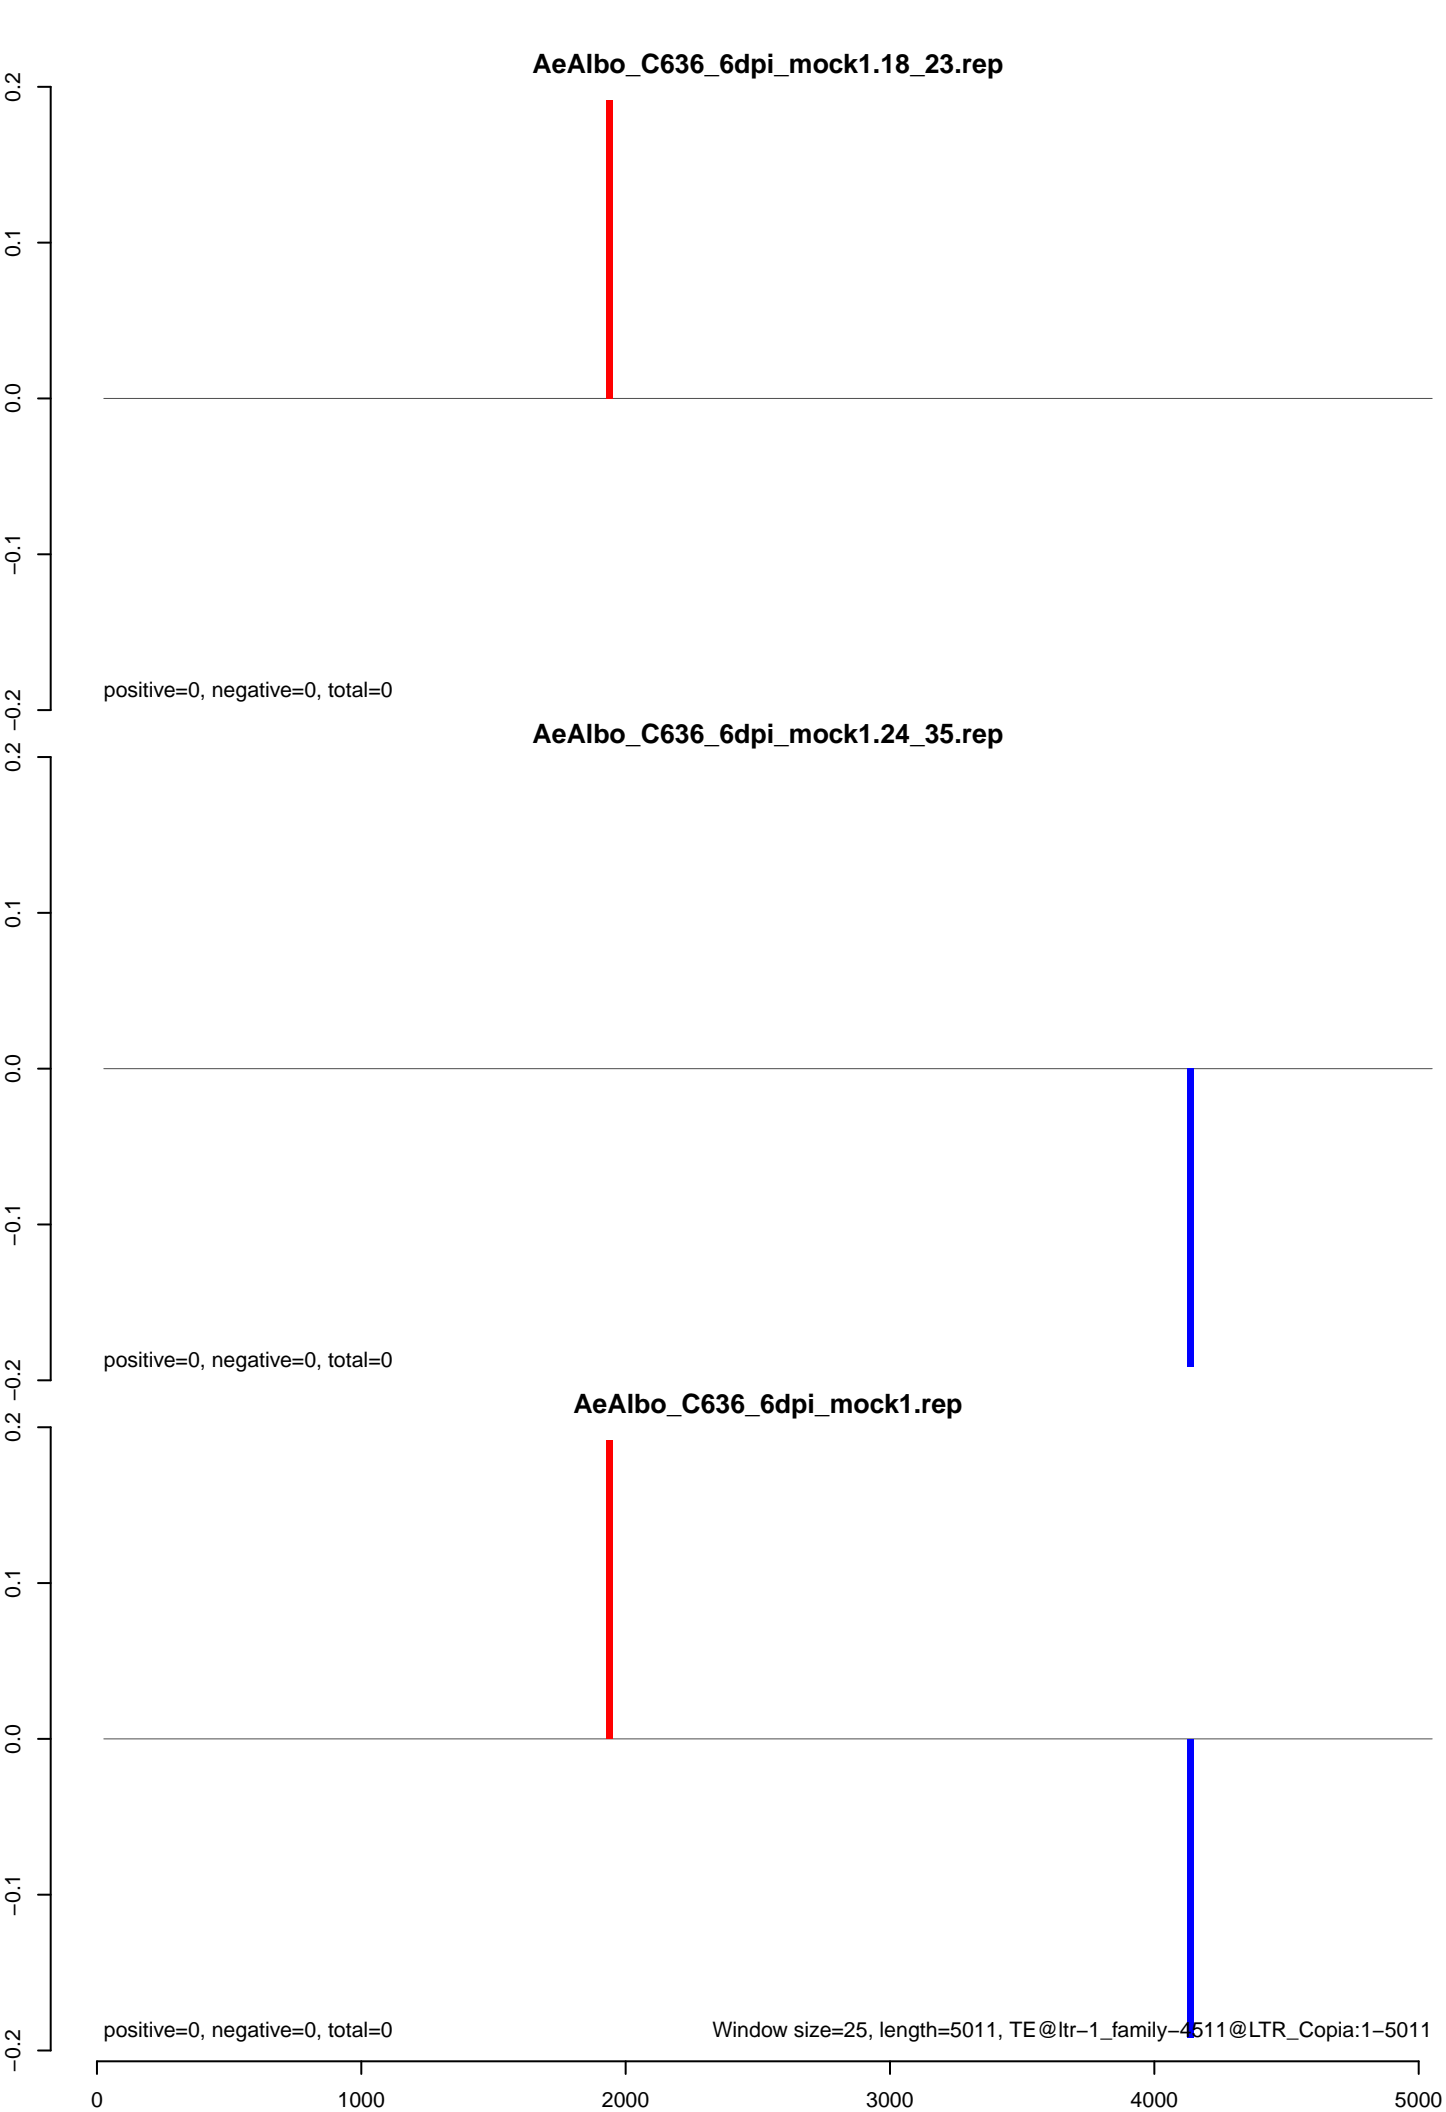 AeAlbo_C636_6dpi_mock1.18_23.rep
0.2
0.1
0.0
−0.1
−0.2
positive=0, negative=0, total=0
AeAlbo_C636_6dpi_mock1.24_35.rep
0.2
0.1
0.0
−0.1
−0.2
positive=0, negative=0, total=0
AeAlbo_C636_6dpi_mock1.rep
0.2
0.1
0.0
−0.1
−0.2
positive=0, negative=0, total=0
Window size=25, length=5011, TE@ltr−1_family−4511@LTR_Copia:1−5011
0 1000 2000 3000 4000 5000